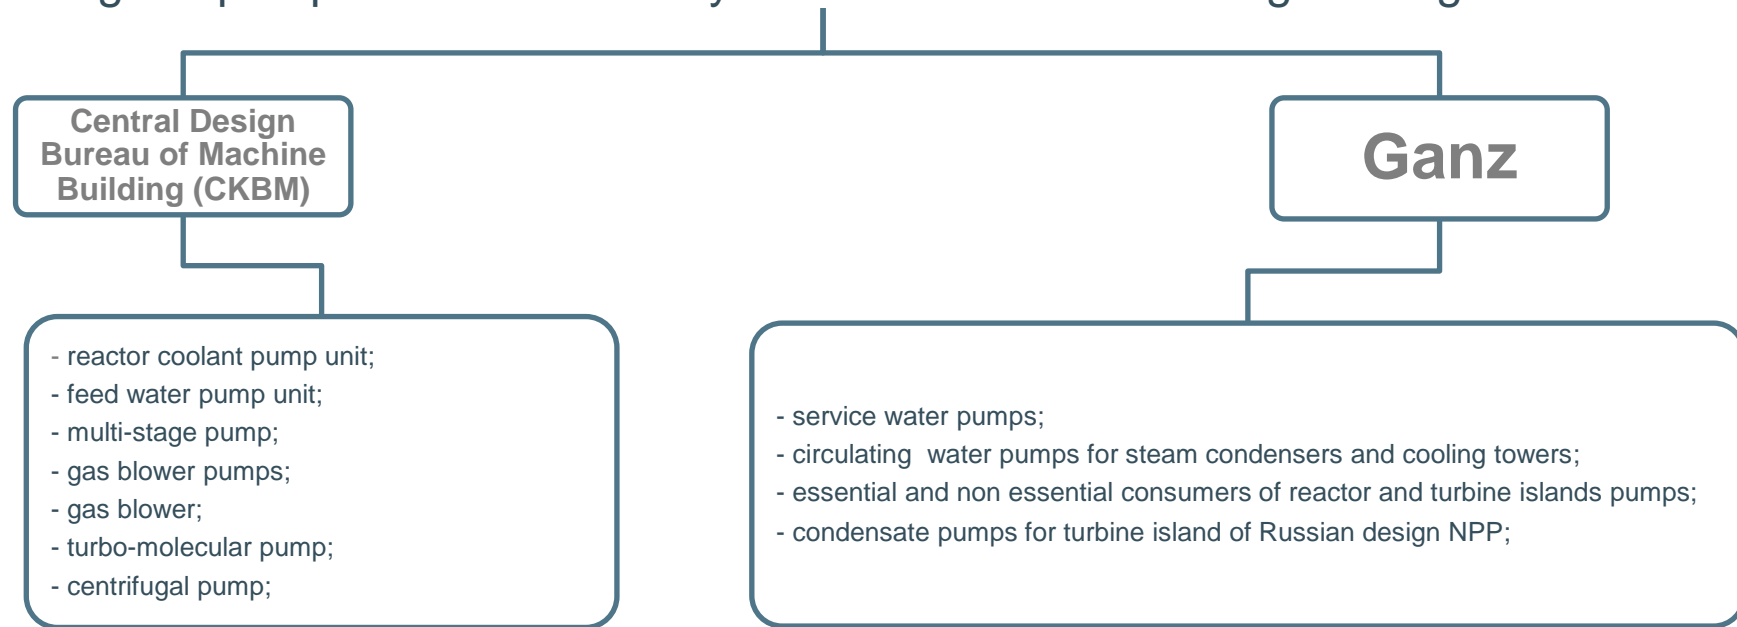 Central Design
Bureau of Machine
Building (CKBM)
Ganz
- reactor coolant pump unit;
- feed water pump unit;
- multi-stage pump;
- gas blower pumps;
- gas blower;
- turbo-molecular pump;
- centrifugal pump;
- service water pumps;
- circulating  water pumps for steam condensers and cooling towers;
- essential and non essential consumers of reactor and turbine islands pumps;
- condensate pumps for turbine island of Russian design NPP;